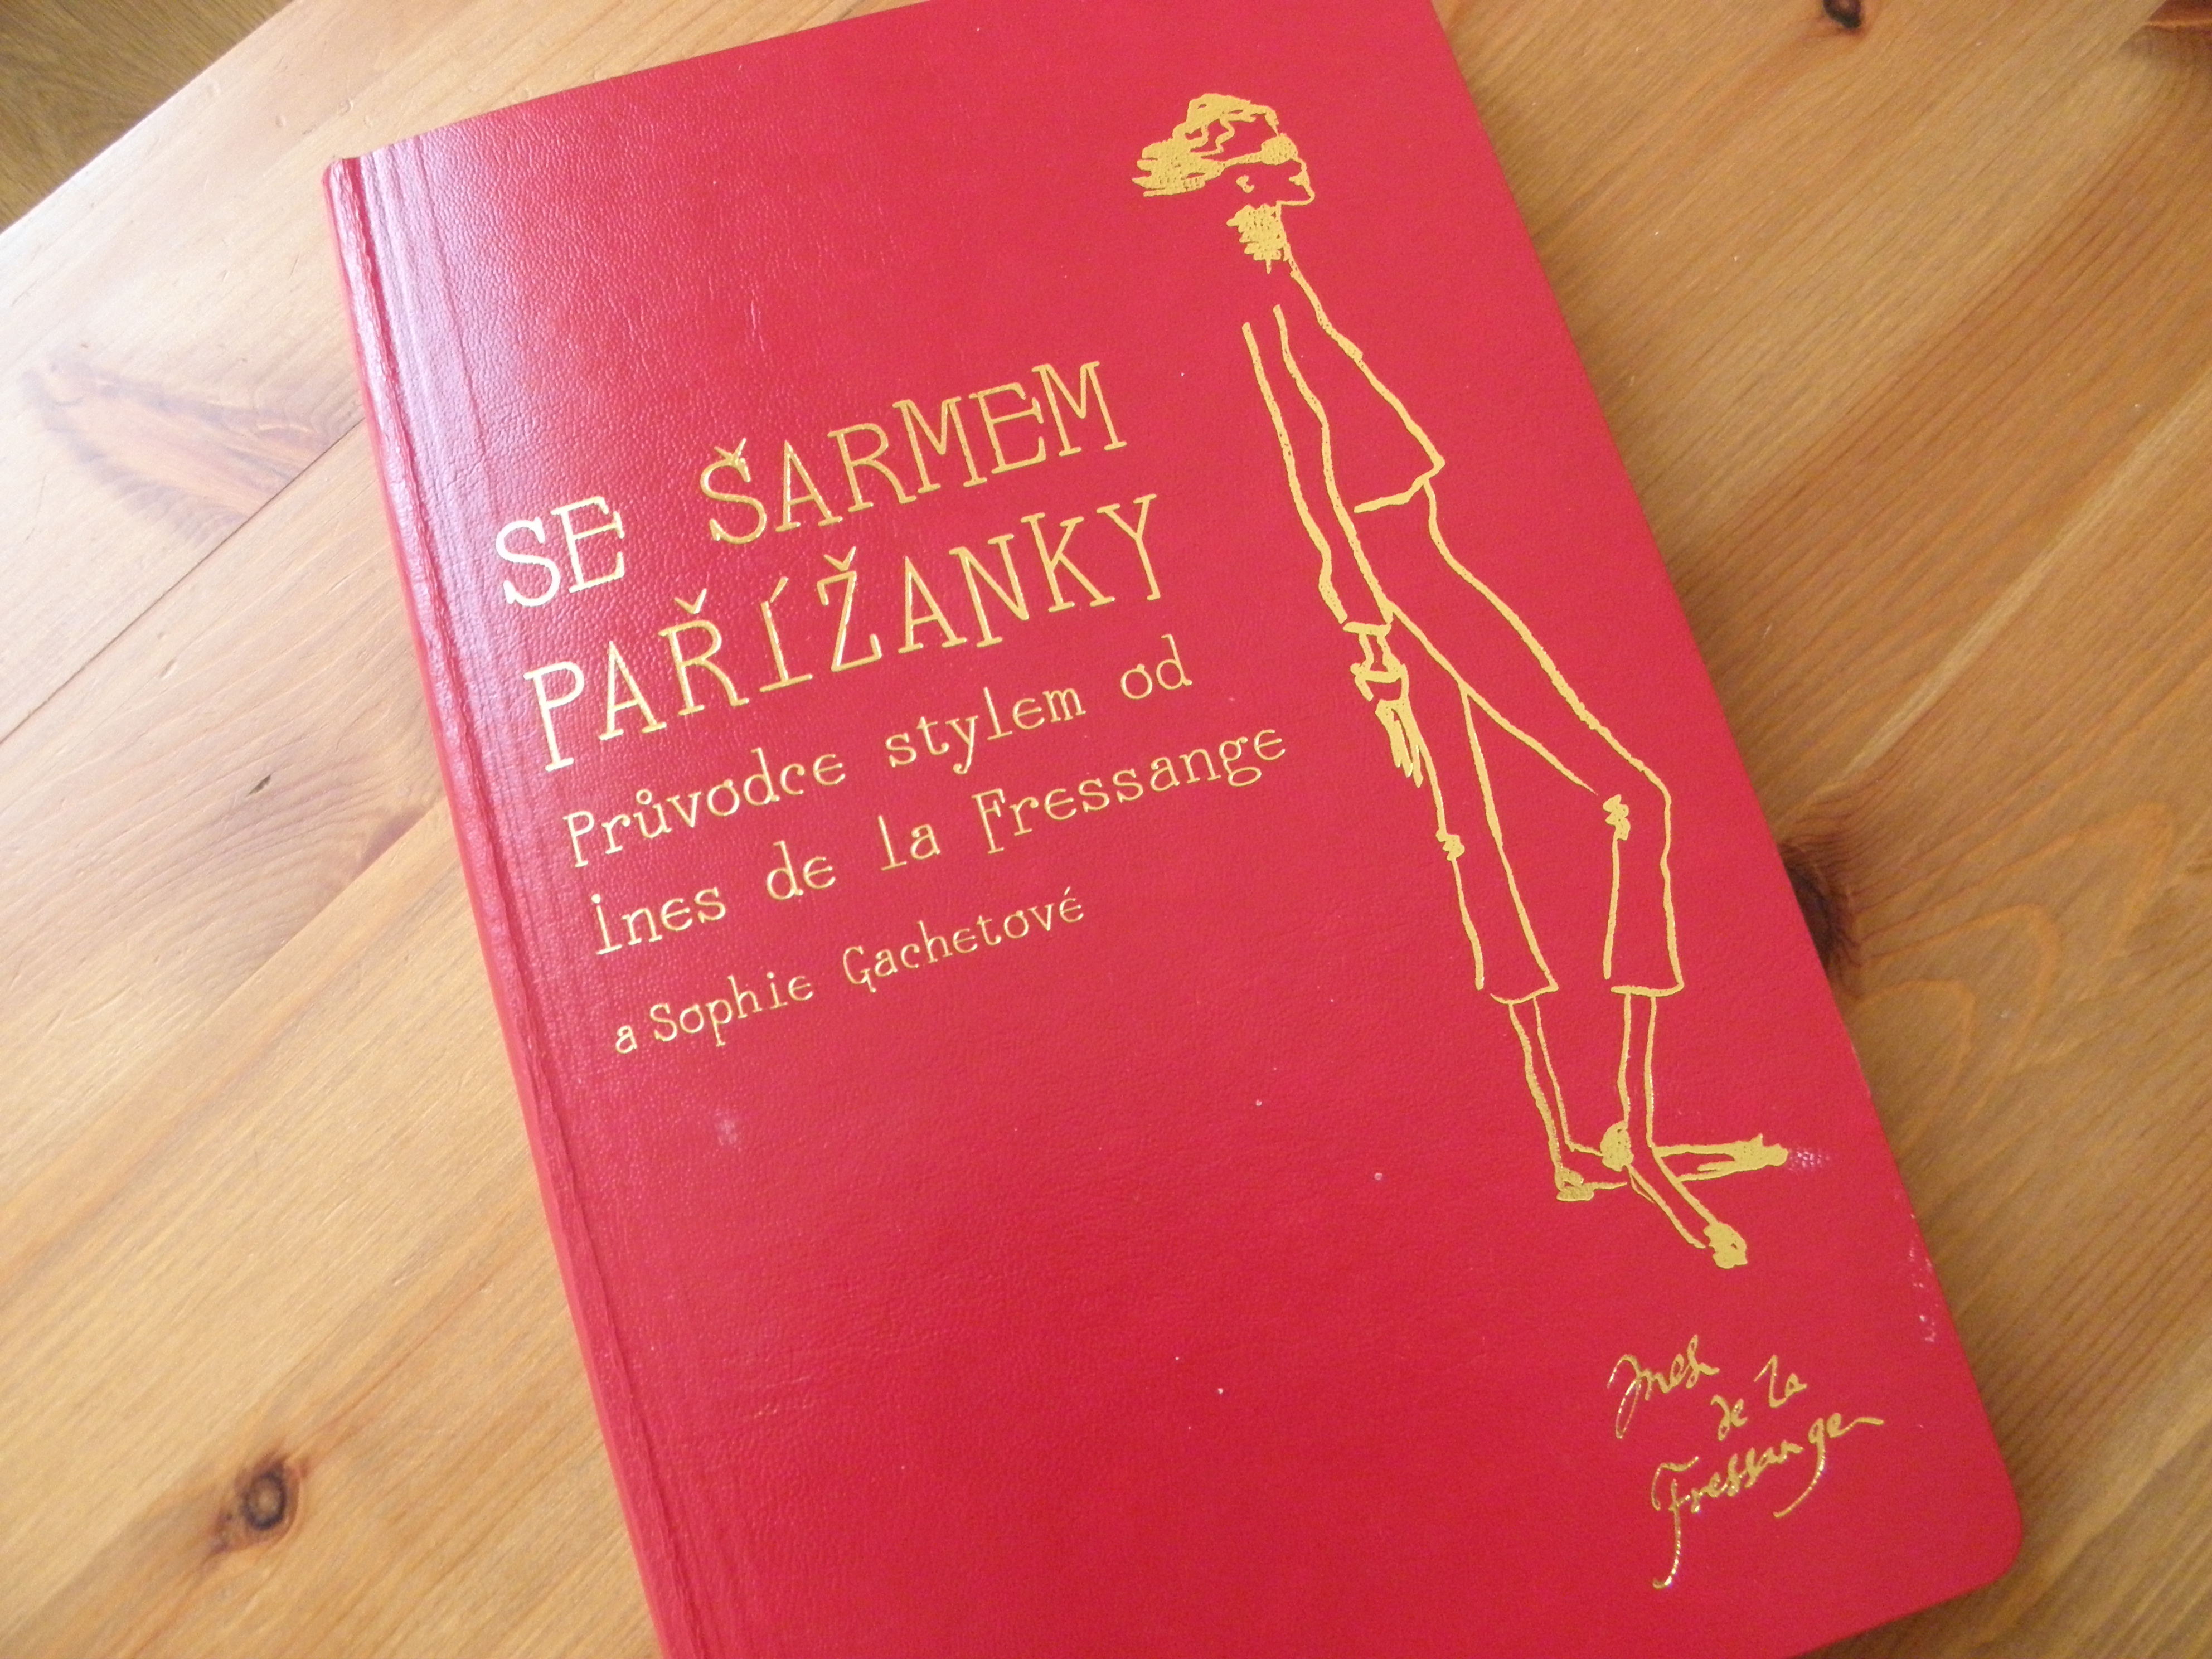 SE ŠARMEM
PAŘÍŽANKY
Průvodce stylem od
ines de la Fressange
a Sophie Gachetové
Ines
de la
Fressange